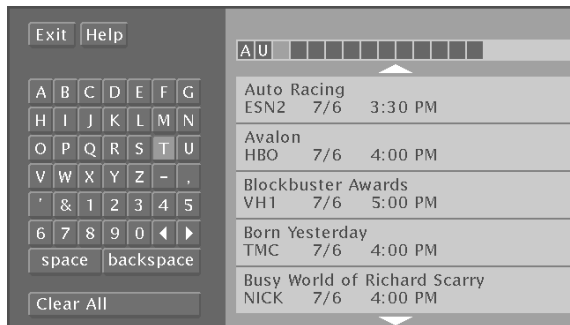 Exit Help
A U
A B C D E F G
H I J K L M N
O P Q R S T U
V W X Y Z - ,
' & 1 2 3 4 5
6 7 8 9 0
space backspace
Clear All
Auto Racing
ESN2 7/6 3:30 PM
Avalon
HBO 7/6 4:00 PM
Blockbuster Awards
VH1 7/6 5:00 PM
Born Yesterday
TMC 7/6 4:00 PM
Busy World of Richard Scarry
NICK 7/6 4:00 PM